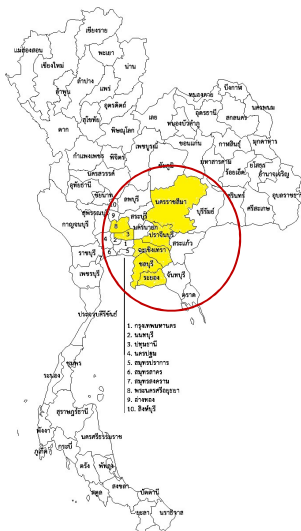 เชียงราย
แม่ฮ่องสอน
เชียงใหม่
พะเยา
น่าน
ลำปาง
ลำพูน
แพร่
อุตรดิตถ์
สุโขทัย
ตาก
พิษณุโลก
กำแพงเพชร
พิจิตร
เพชรบูรณ์
เลย
หนองบัวลำภู
อุดรธานี
หนองคาย
บึงกาฬ
นครพนม
สกลนคร
ขอนแก่น
กาฬสินธุ์
มุกดาหาร
มหาสารคาม
ร้อยเอ็ด
ยโสธร
อำนาจเจริญ
ชัยภูมิ
นครสวรรค์
อุทัยธานี
ชัยนาท
ลพบุรี
นครราชสีมา
บุรีรัมย์
สุรินทร์
ศรีสะเกษ
อุบลราชธานี
10
สุพรรณบุรี
9
สระบุรี
กาญจนบุรี
8
นครนายก
3
ปราจีนบุรี
4
2
1
สระแก้ว
ฉะเชิงเทรา
ราชบุรี
6
5
ชลบุรี
เพชรบุรี
ระยอง
จันทบุรี
ตราด
ประจวบคีรีขันธ์
1. กรุงเทพมหานคร
2. นนทบุรี
3. ปทุมธานี
4. นครปฐม
5. สมุทรปราการ
6. สมุทรสาคร
7. สมุทรสงคราม
8. พระนครศรีอยุธยา
9. อ่างทอง
10. สิงห์บุรี
ชุมพร
ระนอง
สุราษฎร์ธานี
พังงา
นครศรีธรรมราช
ภูเก็ต
กระบี่
ตรัง
พัทลุง
สตูล
สงขลา
ปัตตานี
ยะลา
นราธิวาส